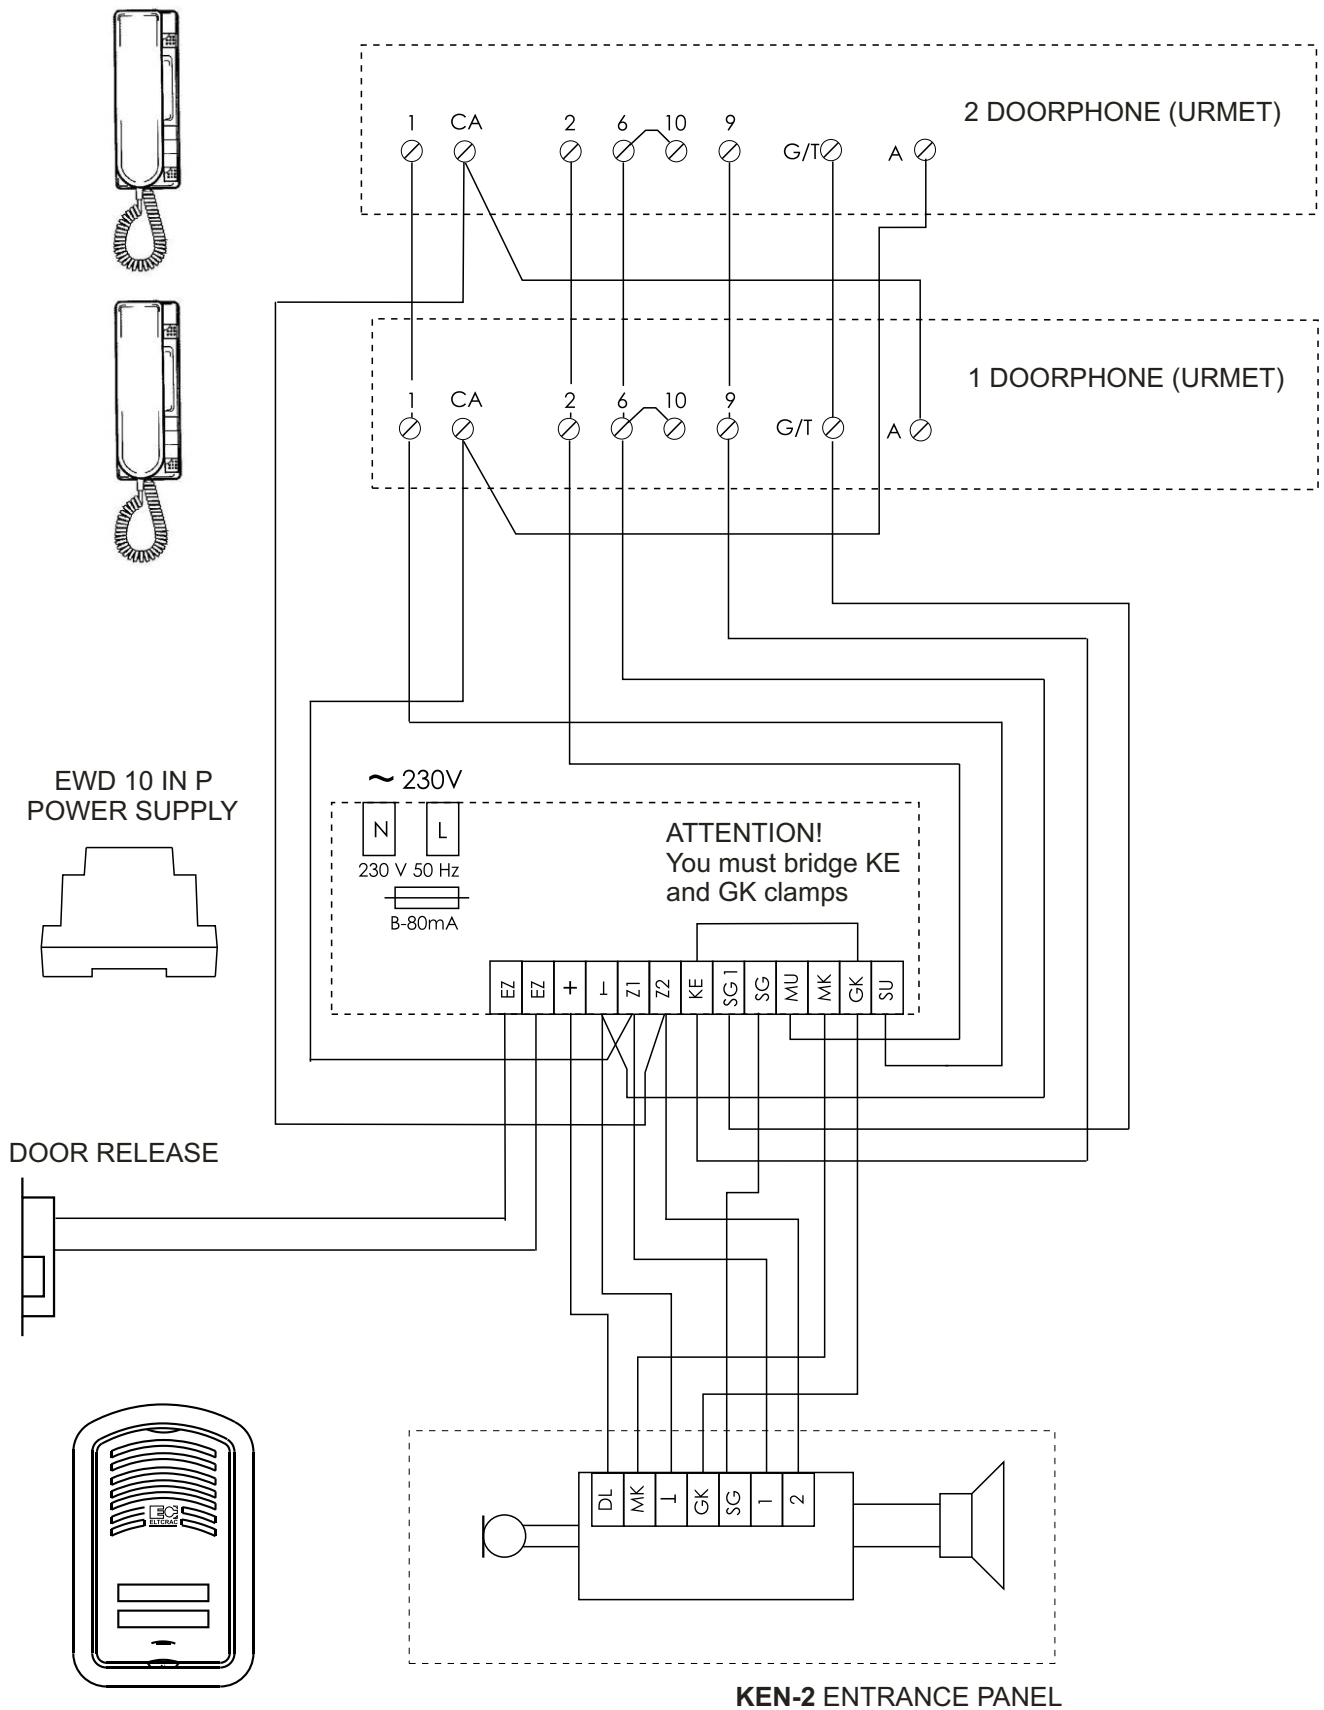 2 DOORPHONE (URMET)
1 CA 2 6 10 9 G/T A
1 DOORPHONE (URMET)
1 CA 2 6 10 9 G/T A
EWD 10 IN P
POWER SUPPLY
~ 230V
N L
230 V 50 Hz
B-80mA
ATTENTION!
You must bridge KE
and GK clamps
EZ EZ + ⊥ Z1 Z2 KE SG1 SG MU MK GK SU
DOOR RELEASE
DL MK ⊥ GK SG 1 2
EC
ELTCRAC
KEN-2 ENTRANCE PANEL